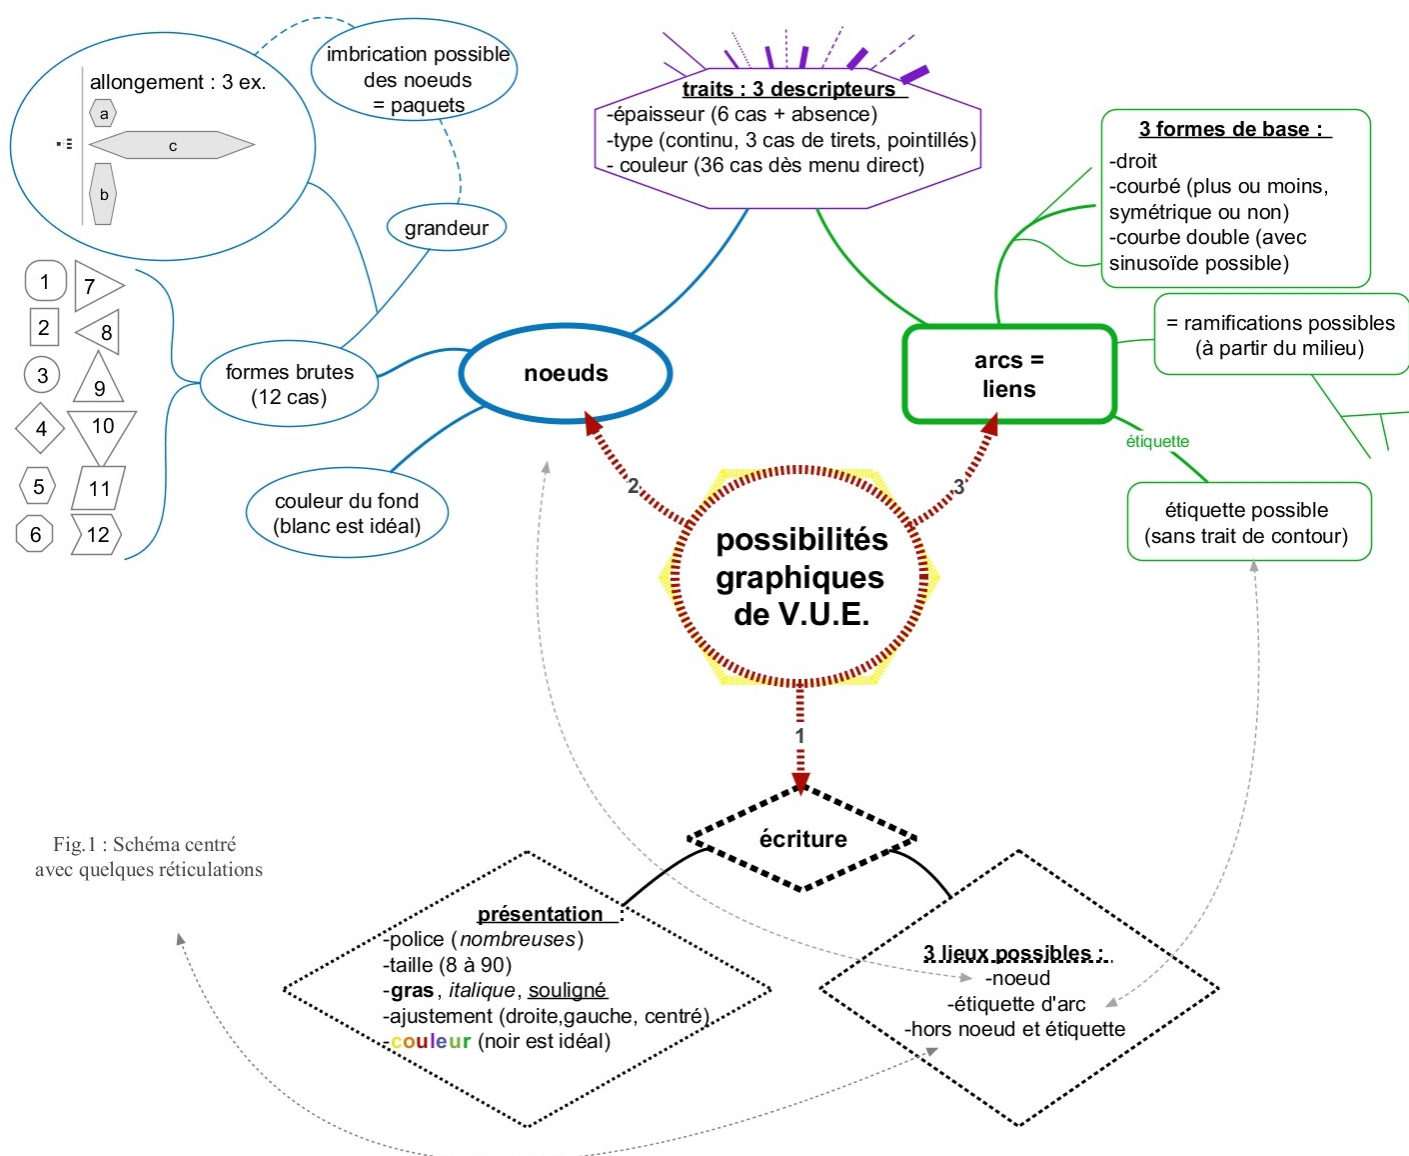 allongement : 3 ex.
a
c
b
imbrication possible
des noeuds
= paquets
grandeur
traits : 3 descripteurs
-épaisseur (6 cas + absence)
-type (continu, 3 cas de tirets, pointillés)
- couleur (36 cas dès menu direct)
3 formes de base :
-droit
-courbé (plus ou moins,
symétrique ou non)
-courbe double (avec
sinusoïde possible)
= ramifications possibles
(à partir du milieu)
1
7
2
8
3
9
4
10
5
11
6
12
formes brutes
(12 cas)
noeuds
arcs =
liens
étiquette
couleur du fond
(blanc est idéal)
étiquette possible
(sans trait de contour)
2
3
possibilités
graphiques
de V.U.E.
1
écriture
Fig.1 : Schéma centré
avec quelques réticulations
présentation :
-police (nombreuses)
-taille (8 à 90)
-gras, italique, souligné
-ajustement (droite,gauche, centré)
-couleur (noir est idéal)
3 lieux possibles :
-noeud
-étiquette d'arc
-hors noeud et étiquette